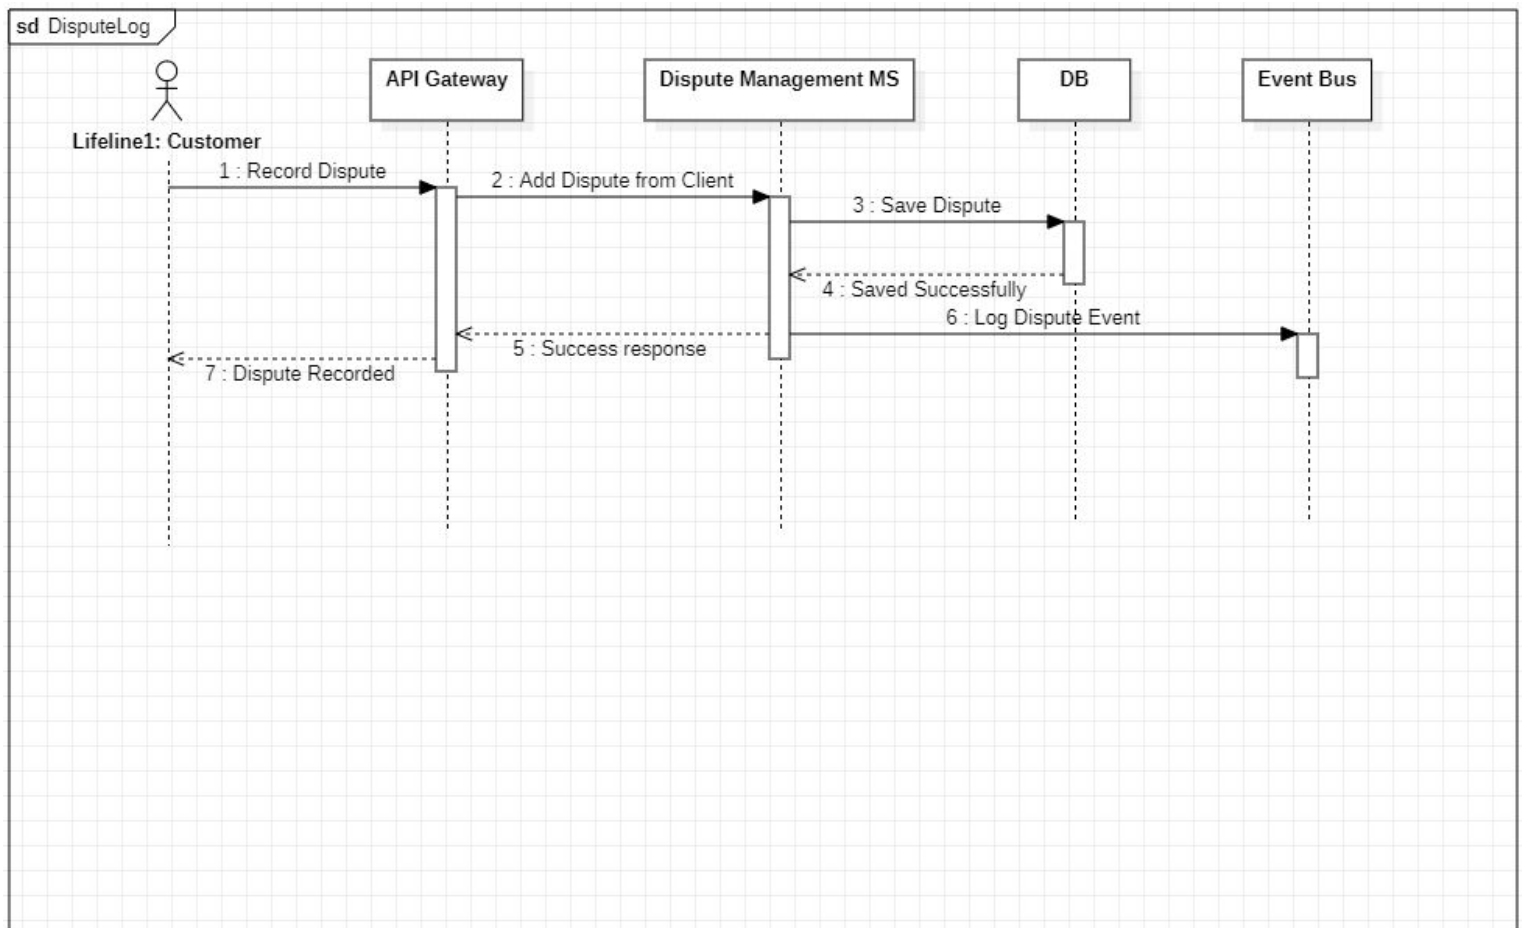 sd DisputeLog
API Gateway
Dispute Management MS
DB
Event Bus
Lifeline1: Customer
1 : Record Dispute
2 : Add Dispute from Client
3 : Save Dispute
4 : Saved Successfully
6 : Log Dispute Event
5 : Success response
7 : Dispute Recorded